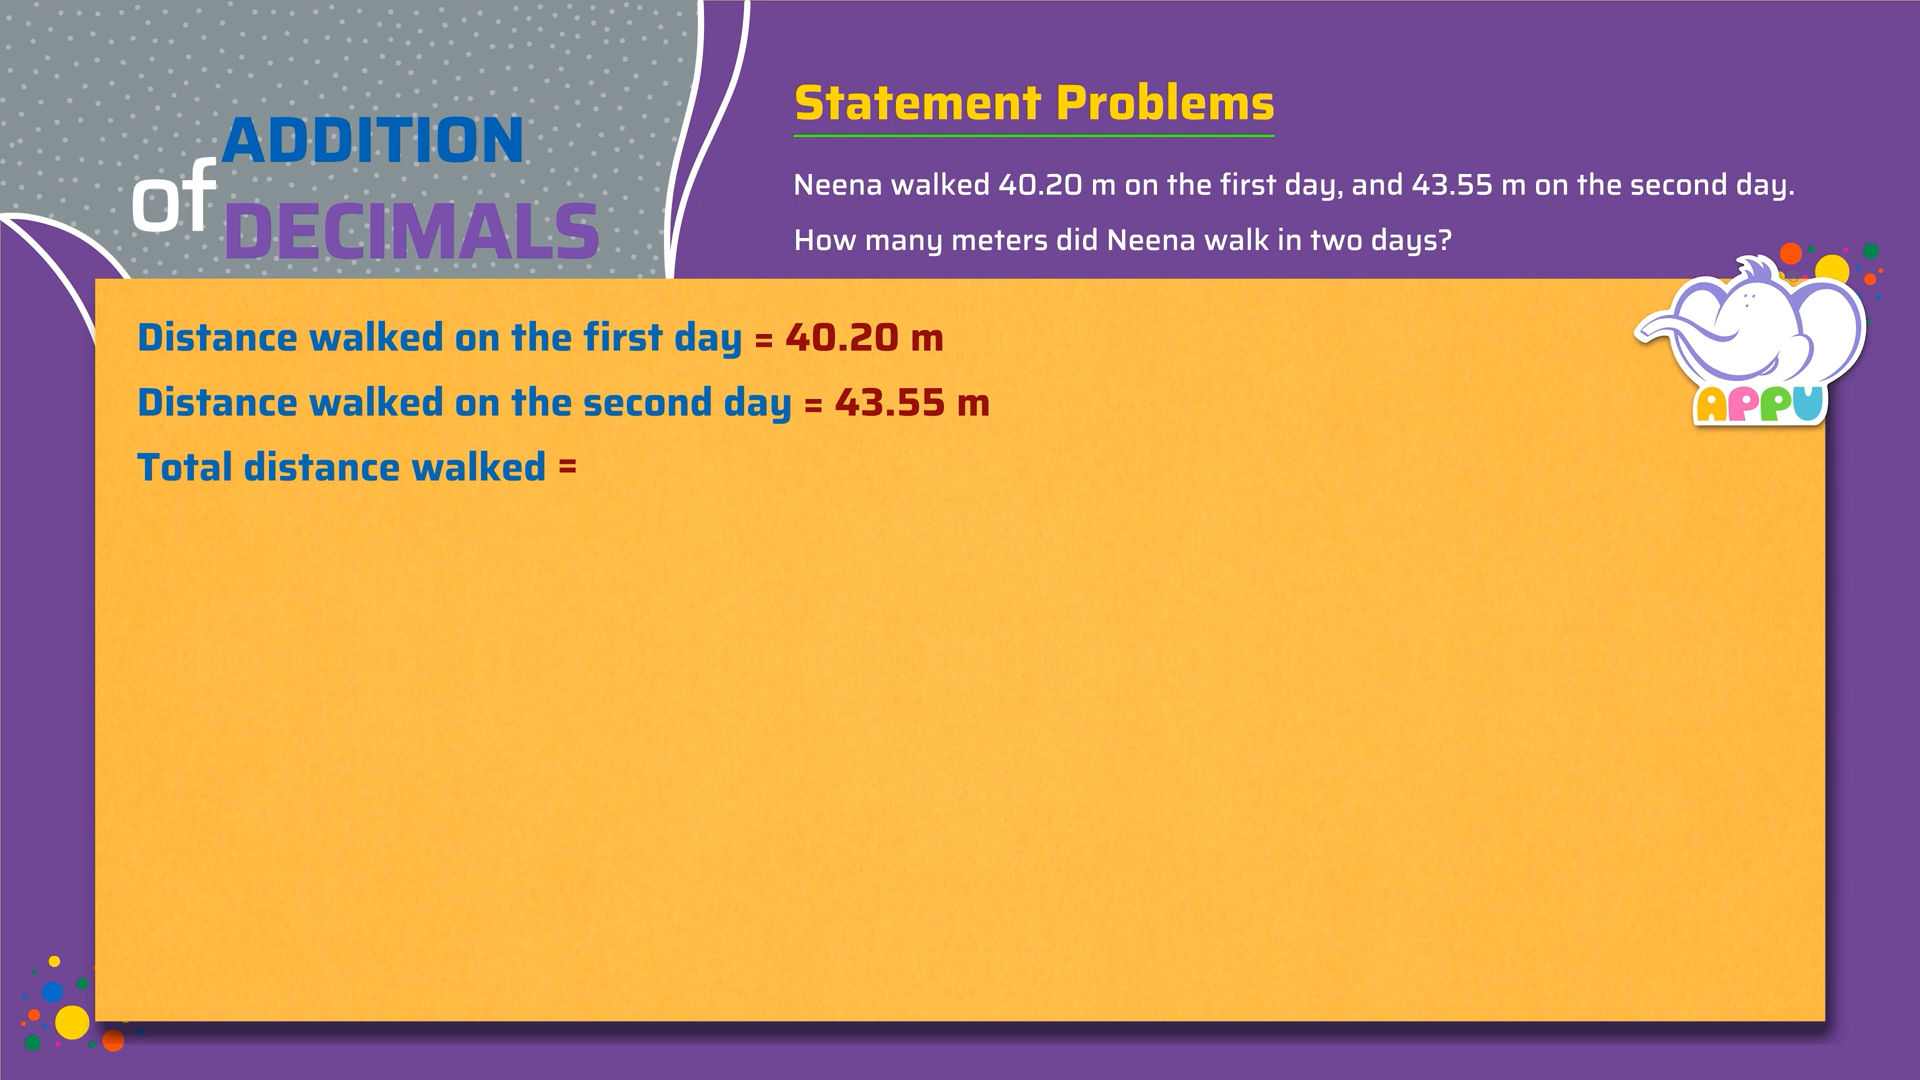 ADDITION
of
DECIMALS
Statement Problems
Neena walked 40.20 m on the first day, and 43.55 m on the second day.
How many meters did Neena walk in two days?
Distance walked on the first day = 40.20 m
Distance walked on the second day = 43.55 m
Total distance walked =
APPU